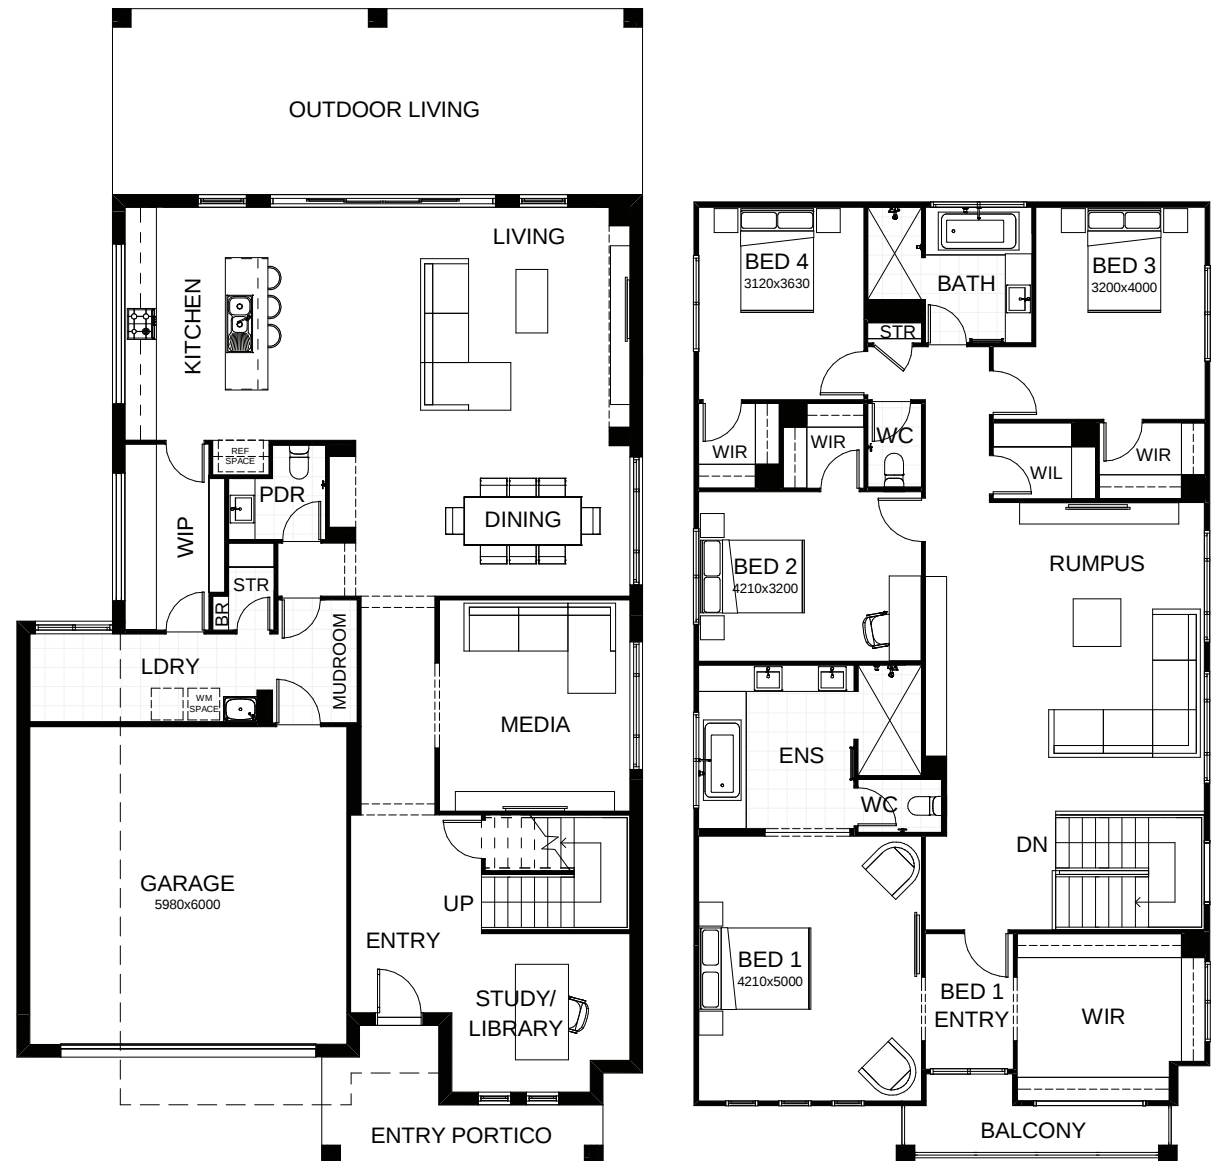 OUTDOOR LIVING
LIVING
KITCHEN
REF
SPACE
PDR
WIP
DINING
STR
BR
MUDROOM
LDRY
WM
SPACE
MEDIA
GARAGE
5980x6000
UP
ENTRY
STUDY/
LIBRARY
ENTRY PORTICO
BED 4
3120x3630
BATH
BED 3
3200x4000
STR
WIR
WIR
WC
WIL
WIR
BED 2
4210x3200
RUMPUS
ENS
WC
DN
BED 1
4210x5000
BED 1
ENTRY
WIR
BALCONY